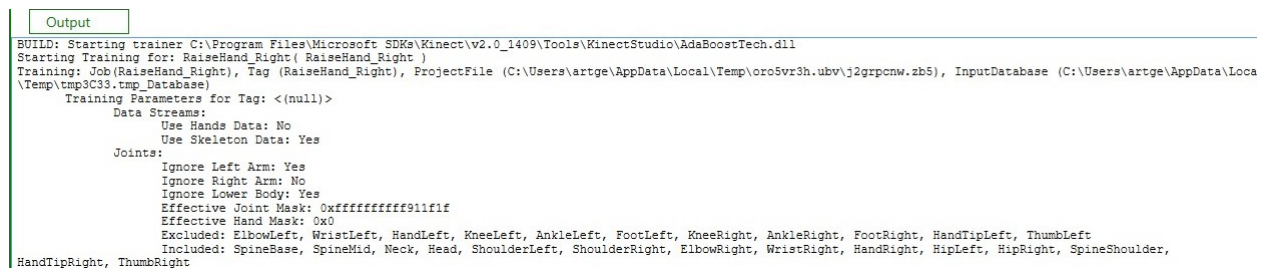 Output
BUILD: Starting trainer C:\Program Files\Microsoft SDKs\Kinect\v2.0_1409\Tools\KinectStudio\AdaBoostTech.dll
Starting Training for: RaiseHand_Right( RaiseHand_Right )
Training: Job(RaiseHand_Right), Tag (RaiseHand_Right), ProjectFile (C:\Users\artge\AppData\Local\Temp\oro5vr3h.ubv\j2grpcnw.zb5), InputDatabase (C:\Users\artge\AppData\Loca
\Temp\tmp3C33.tmp_Database)
Training Parameters for Tag: <(null)>
Data Streams:
Use Hands Data: No
Use Skeleton Data: Yes
Joints:
Ignore Left Arm: Yes
Ignore Right Arm: No
Ignore Lower Body: Yes
Effective Joint Mask: 0xffffffffff911f1f
Effective Hand Mask: 0x0
Excluded: ElbowLeft, WristLeft, HandLeft, KneeLeft, AnkleLeft, FootLeft, KneeRight, AnkleRight, FootRight, HandTipLeft, ThumbLeft
Included: SpineBase, SpineMid, Neck, Head, ShoulderLeft, ShoulderRight, ElbowRight, WristRight, HandRight, HipLeft, HipRight, SpineShoulder,
HandTipRight, ThumbRight